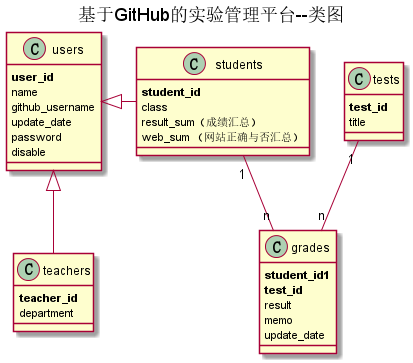 基于GitHub的实验管理平台--类图
C users
user_id
name
github_username
update_date
password
disable
C students
student_id
class
result_sum（成绩汇总）
web_sum （网站正确与否汇总）
C tests
test_id
title
1
1
n
n
C teachers
teacher_id
department
C grades
student_id1
test_id
result
memo
update_date